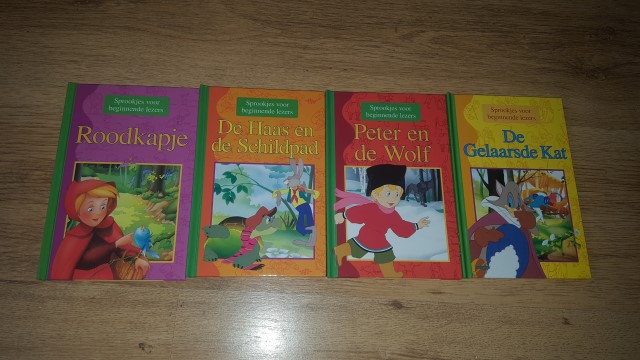 Sprookjes voor
beginnende lezers
Roodkapje
Sprookjes voor
beginnende lezers
De Haas en
de Schildpad
Sprookjes voor
beginnende lezers
Peter en
de Wolf
Sprookjes voor
beginnende lezers
De
Gelaarsde Kat